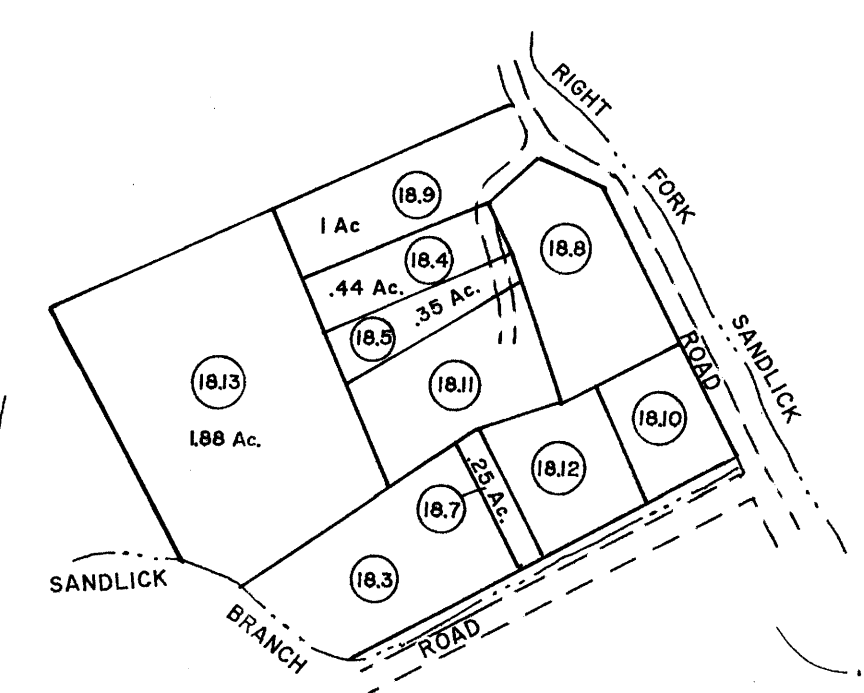 RIGHT
FORK
SANDLICK
ROAD
18.9
1 Ac
18.4
.44 Ac.
.35 Ac.
18.5
18.8
18.13
1.88 Ac.
18.11
18.10
18.12
.25 Ac.
18.7
18.3
SANDLICK
BRANCH
ROAD